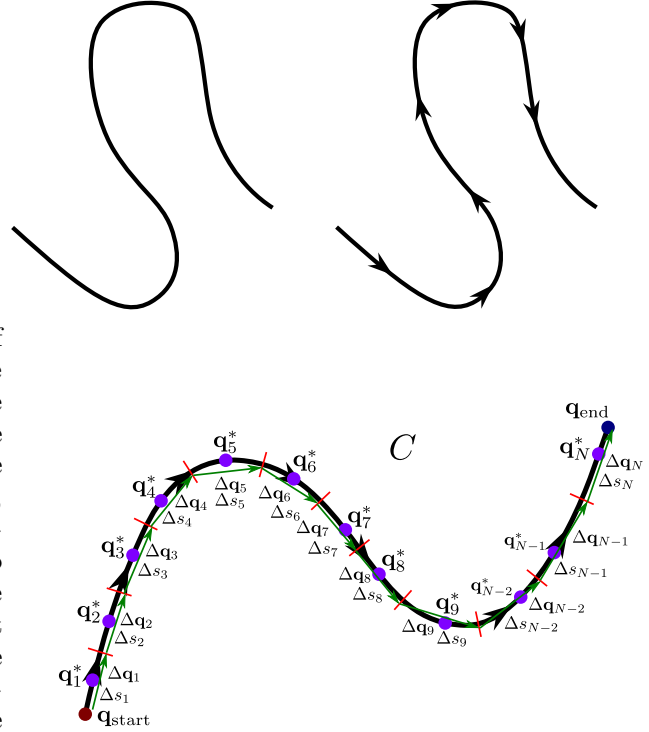 f
e
e
e
e
e
t
e
e
C
q_end
q*_5
q*_6
q*_N
Δq_N
Δs_N
q*_4
Δq_4
Δs_4
Δq_5
Δs_5
Δq_6
Δs_6
q*_7
Δq_7
Δs_7
q*_3
Δq_3
Δs_3
q*_8
Δq_8
Δs_8
q*_{N−1}
Δq_{N−1}
Δs_{N−1}
q*_2
Δq_2
Δs_2
q*_9
Δq_9
Δs_9
q*_{N−2}
Δq_{N−2}
Δs_{N−2}
q*_1
Δq_1
Δs_1
q_start